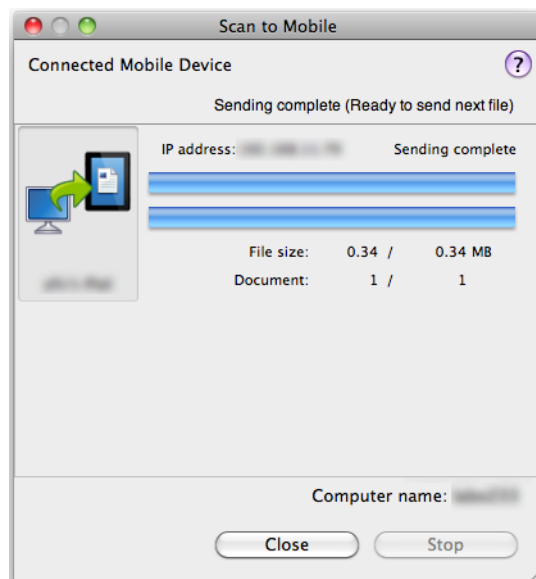 Scan to Mobile
Connected Mobile Device
?
Sending complete (Ready to send next file)
IP address: Sending complete
File size: 0.34 / 0.34 MB
Document: 1 / 1
Computer name:
Close Stop